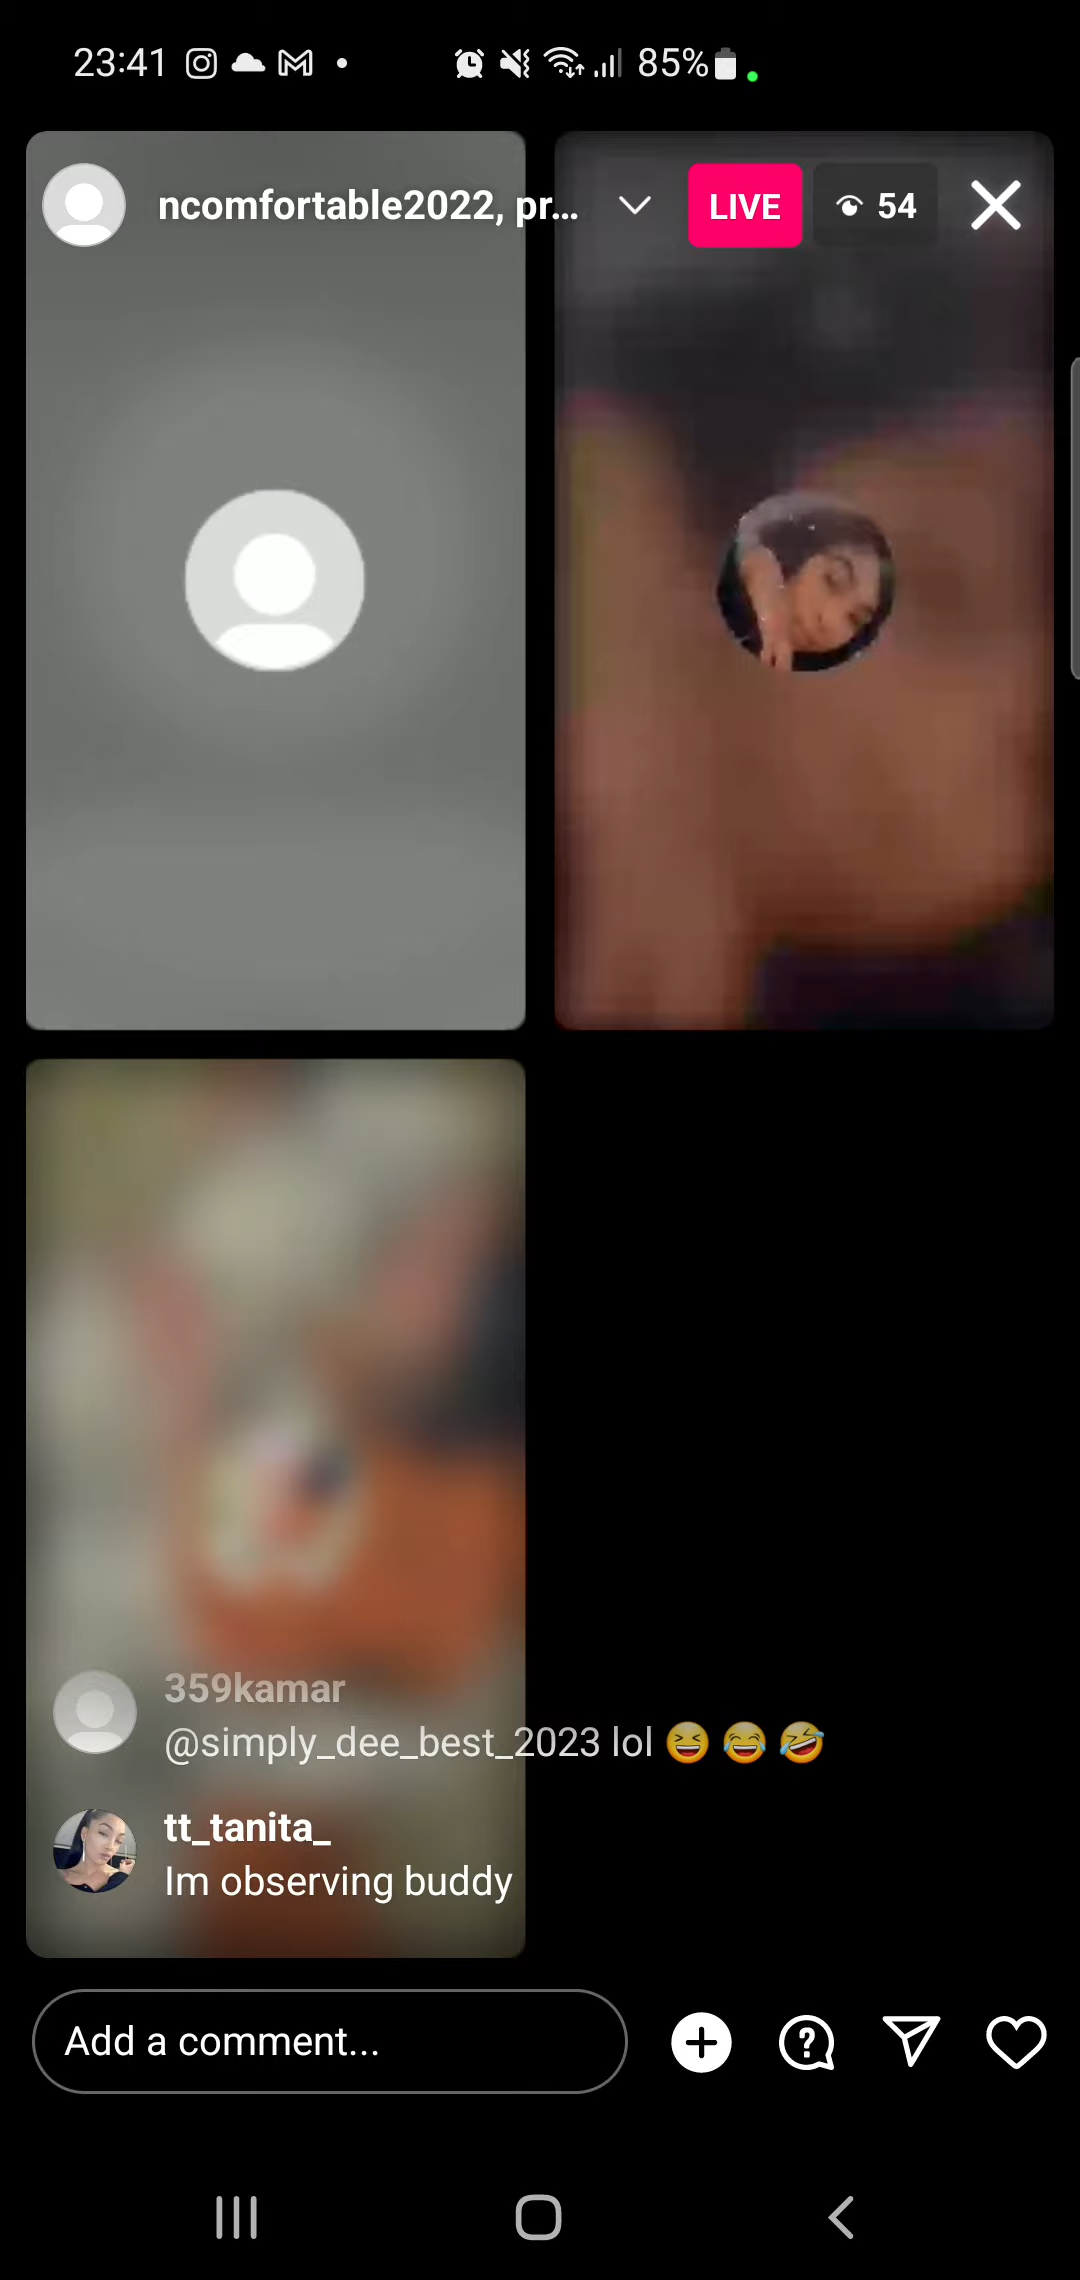 23:41 85%
ncomfortable2022, pr... LIVE 54
359kamar
@simply_dee_best_2023 lol 😆 😂 🤣
tt_tanita_
Im observing buddy
Add a comment...